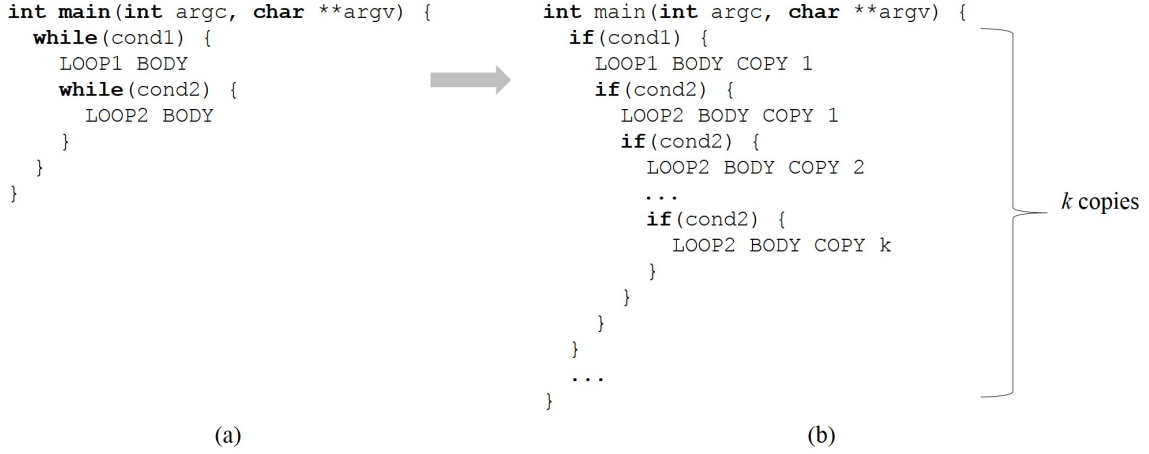 int main(int argc, char **argv) {
  while(cond1) {
    LOOP1 BODY
    while(cond2) {
      LOOP2 BODY
    }
  }
}
(a)
int main(int argc, char **argv) {
  if(cond1) {
    LOOP1 BODY COPY 1
    if(cond2) {
      LOOP2 BODY COPY 1
      if(cond2) {
        LOOP2 BODY COPY 2
        ...
        if(cond2) {
          LOOP2 BODY COPY k
        }
      }
    }
  }
  ...
}
k copies
(b)